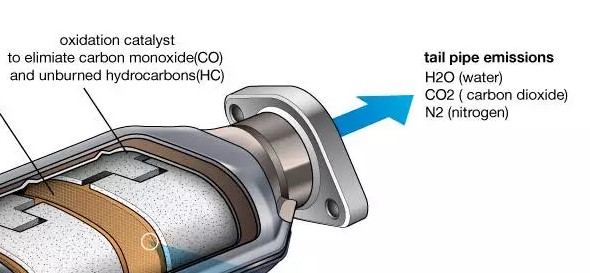 oxidation catalyst
to elimiate carbon monoxide(CO)
and unburned hydrocarbons(HC)
tail pipe emissions
H2O (water)
CO2 ( carbon dioxide)
N2 (nitrogen)